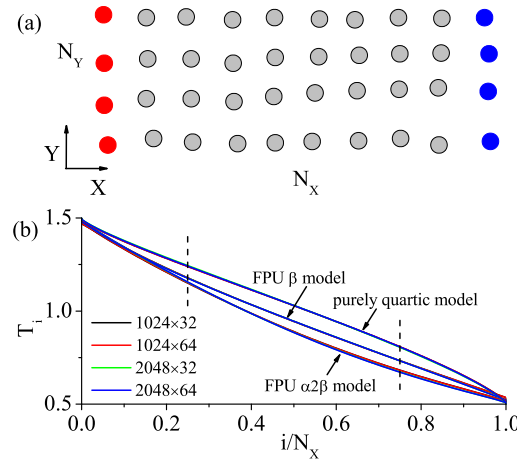 (a)
N_Y
Y
X
N_X
(b)
1.5
1.0
0.5
T_i
FPU β model
purely quartic model
FPU α2β model
1024×32
1024×64
2048×32
2048×64
0.0 0.2 0.4 0.6 0.8 1.0
i/N_X